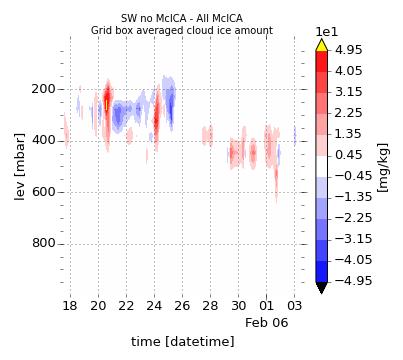 SW no McICA - All McICA
Grid box averaged cloud ice amount
1e1
4.95
4.05
3.15
2.25
1.35
0.45
−0.45
−1.35
−2.25
−3.15
−4.05
−4.95
[mg/kg]
lev [mbar]
200
400
600
800
18 20 22 24 26 28 30 01 03
Feb 06
time [datetime]